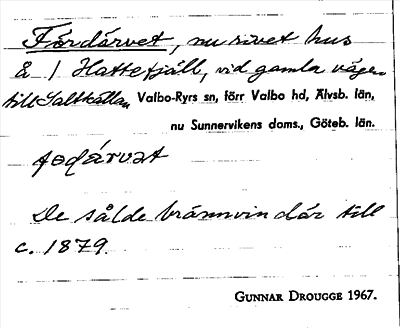 Fördärvet, nu rivet hus
å 1 Hattefjäll, vid gamla vägen
till Saltkällan, Valbo-Ryrs sn, förr Valbo hd, Älvsb. län,
nu Sunnervikens doms., Göteb. län.
De sålde brännvin där till
c. 1879.
Gunnar Drougge 1967.